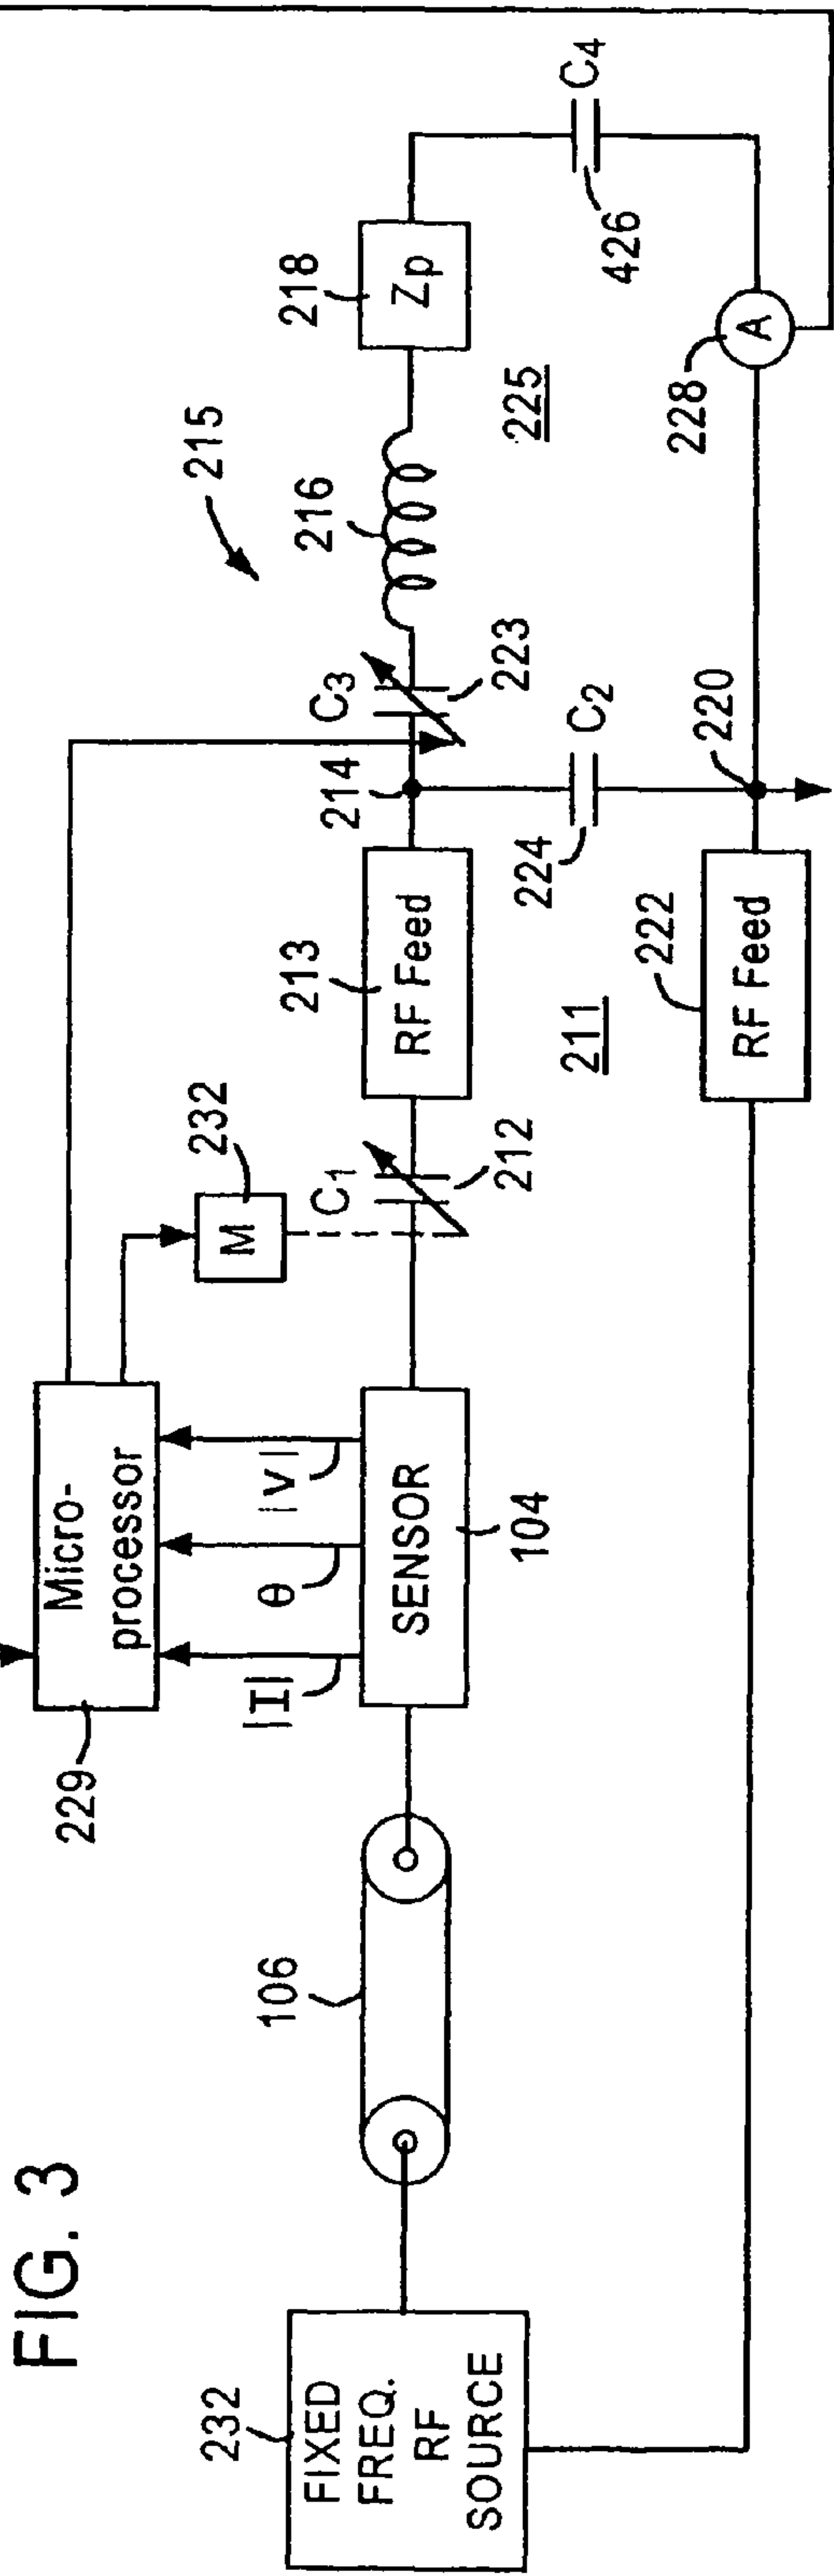 FIG. 3
229
Micro-
processor
232
M
215
|I|
θ
|V|
106
SENSOR
104
C1
212
213
RF Feed
214
C3
223
216
218
Zp
232
FIXED
FREQ.
RF
SOURCE
211
224
C2
225
426
C4
222
RF Feed
220
228
A